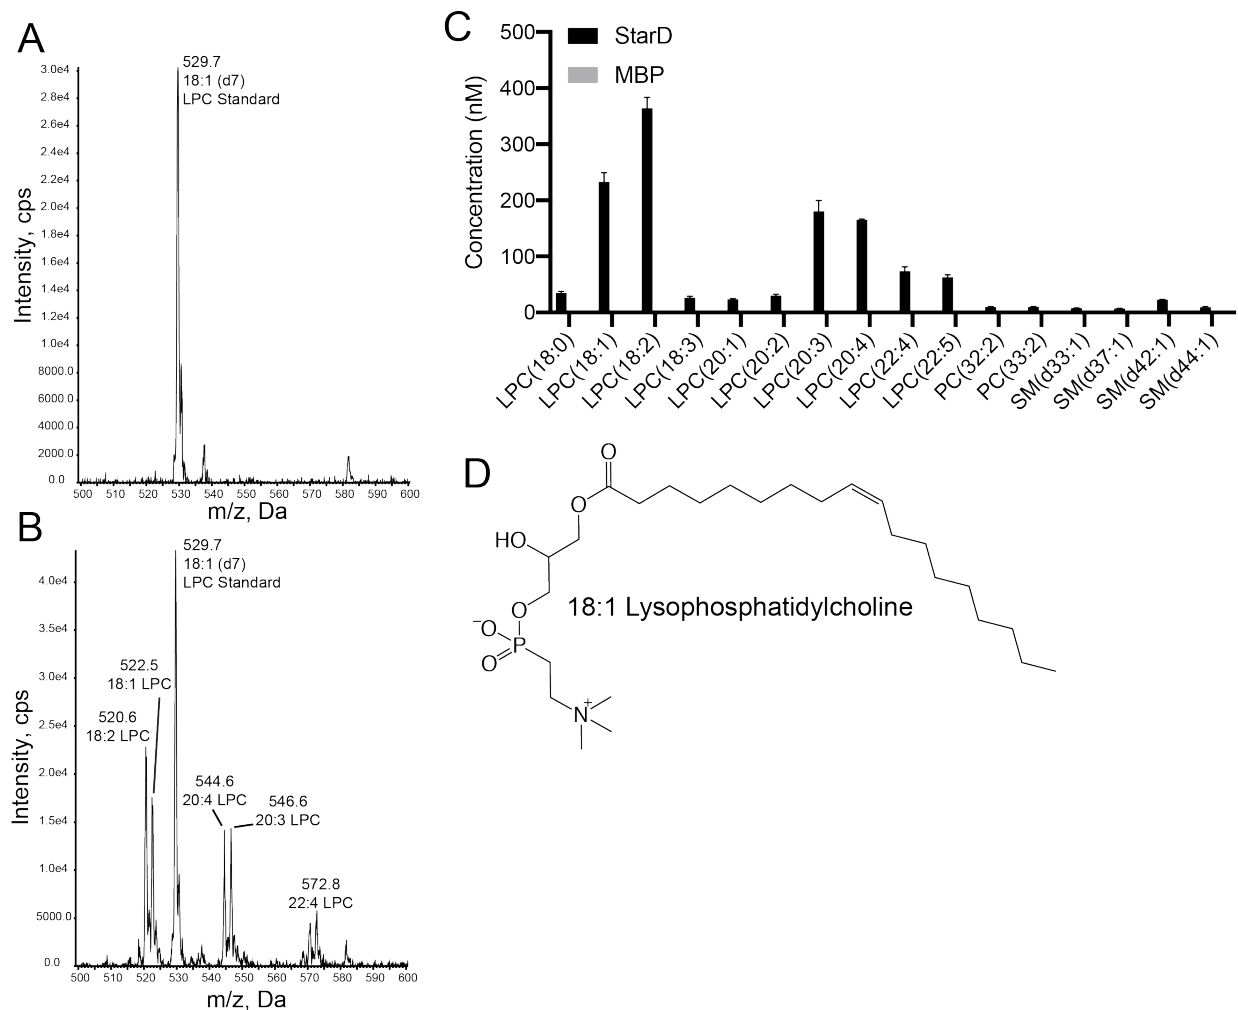 A
529.7
18:1 (d7)
LPC Standard
3.0e4
2.8e4
2.6e4
2.4e4
2.2e4
2.0e4
1.8e4
1.6e4
1.4e4
1.2e4
1.0e4
8000.0
6000.0
4000.0
2000.0
0.0
Intensity, cps
500 510 520 530 540 550 560 570 580 590 600
m/z, Da
B
529.7
18:1 (d7)
LPC Standard
522.5
18:1 LPC
520.6
18:2 LPC
544.6
20:4 LPC
546.6
20:3 LPC
572.8
22:4 LPC
4.0e4
3.5e4
3.0e4
2.5e4
2.0e4
1.5e4
1.0e4
5000.0
0.0
Intensity, cps
500 510 520 530 540 550 560 570 580 590 600
m/z, Da
C
StarD
MBP
500
400
300
200
100
0
Concentration (nM)
LPC(18:0)
LPC(18:1)
LPC(18:2)
LPC(18:3)
LPC(20:1)
LPC(20:2)
LPC(20:3)
LPC(20:4)
LPC(22:4)
LPC(22:5)
PC(32:2)
PC(33:2)
SM(d33:1)
SM(d37:1)
SM(d42:1)
SM(d44:1)
D
O
O
HO
O
18:1 Lysophosphatidylcholine
−O
P
O
N+